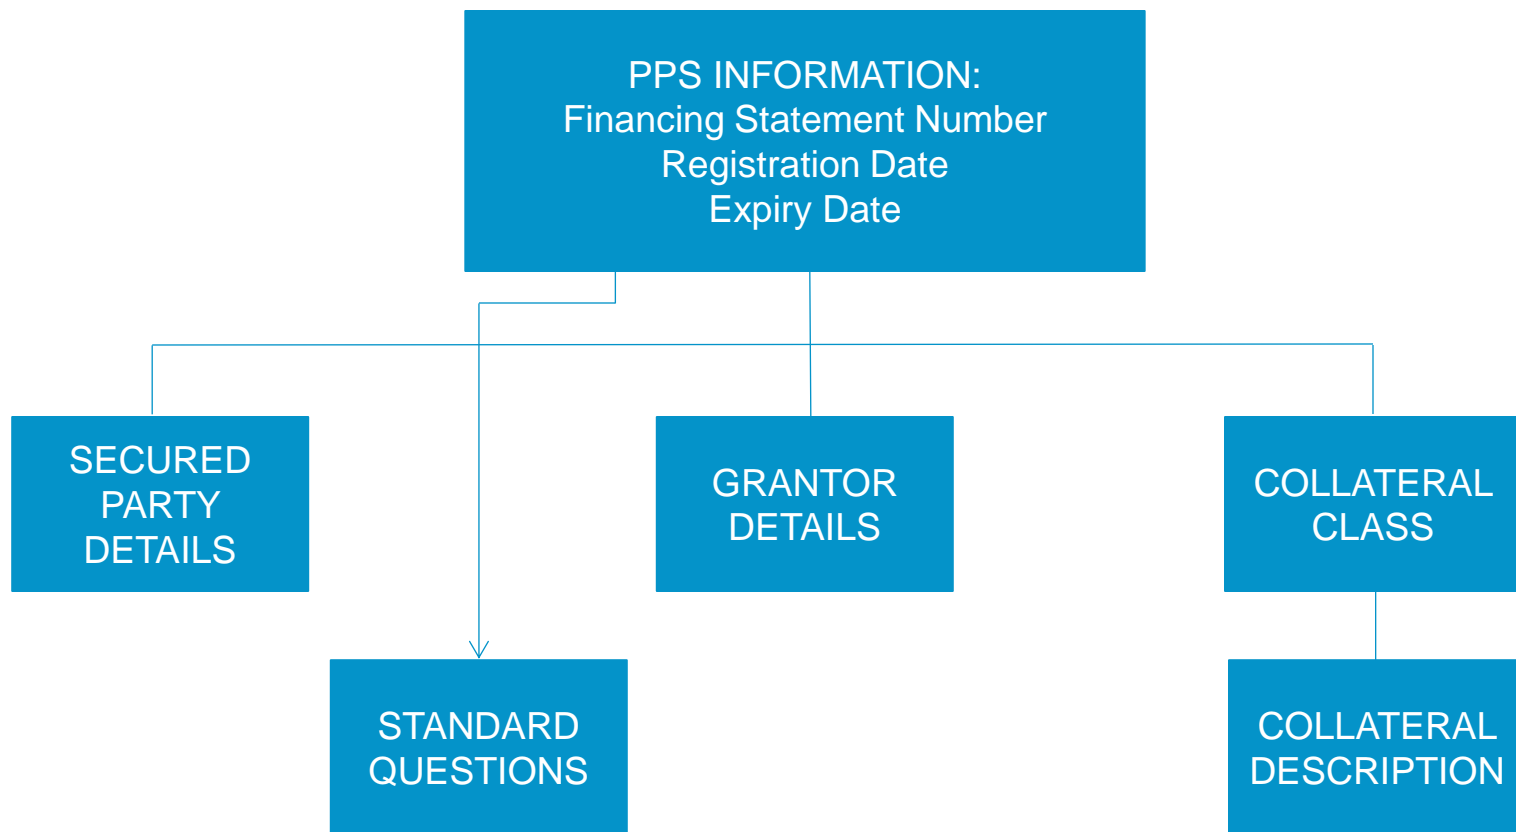 PPS INFORMATION:
Financing Statement Number
Registration Date
Expiry Date
SECURED
PARTY
DETAILS
GRANTOR
DETAILS
COLLATERAL
CLASS
STANDARD
QUESTIONS
COLLATERAL
DESCRIPTION